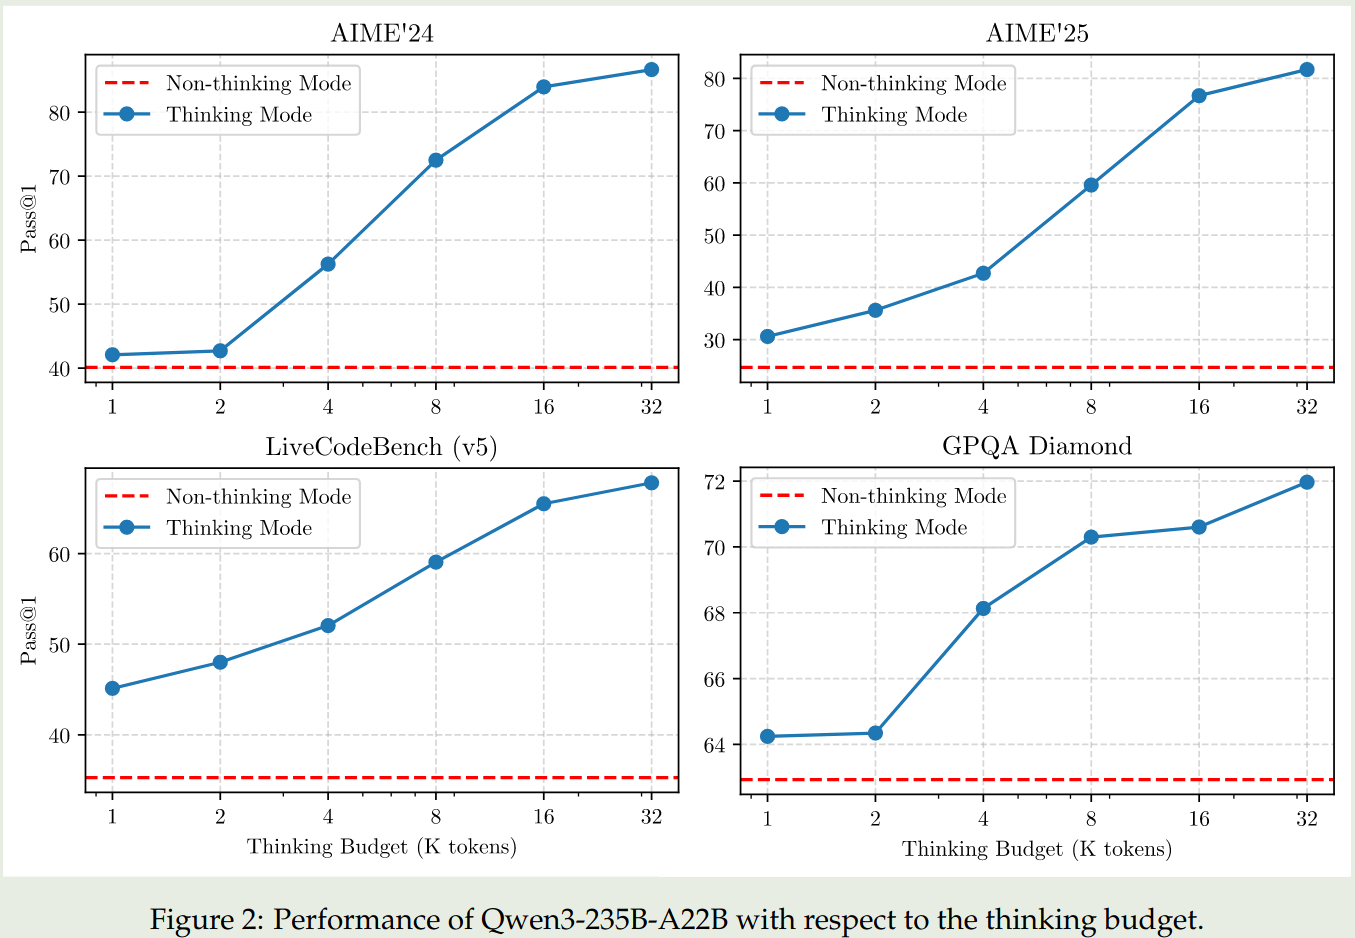 AIME'24
Non-thinking Mode
Thinking Mode
Pass@1
80
70
60
50
40
1 2 4 8 16 32
AIME'25
Non-thinking Mode
Thinking Mode
80
70
60
50
40
30
1 2 4 8 16 32
LiveCodeBench (v5)
Non-thinking Mode
Thinking Mode
Pass@1
60
50
40
1 2 4 8 16 32
Thinking Budget (K tokens)
GPQA Diamond
Non-thinking Mode
Thinking Mode
72
70
68
66
64
1 2 4 8 16 32
Thinking Budget (K tokens)
Figure 2: Performance of Qwen3-235B-A22B with respect to the thinking budget.